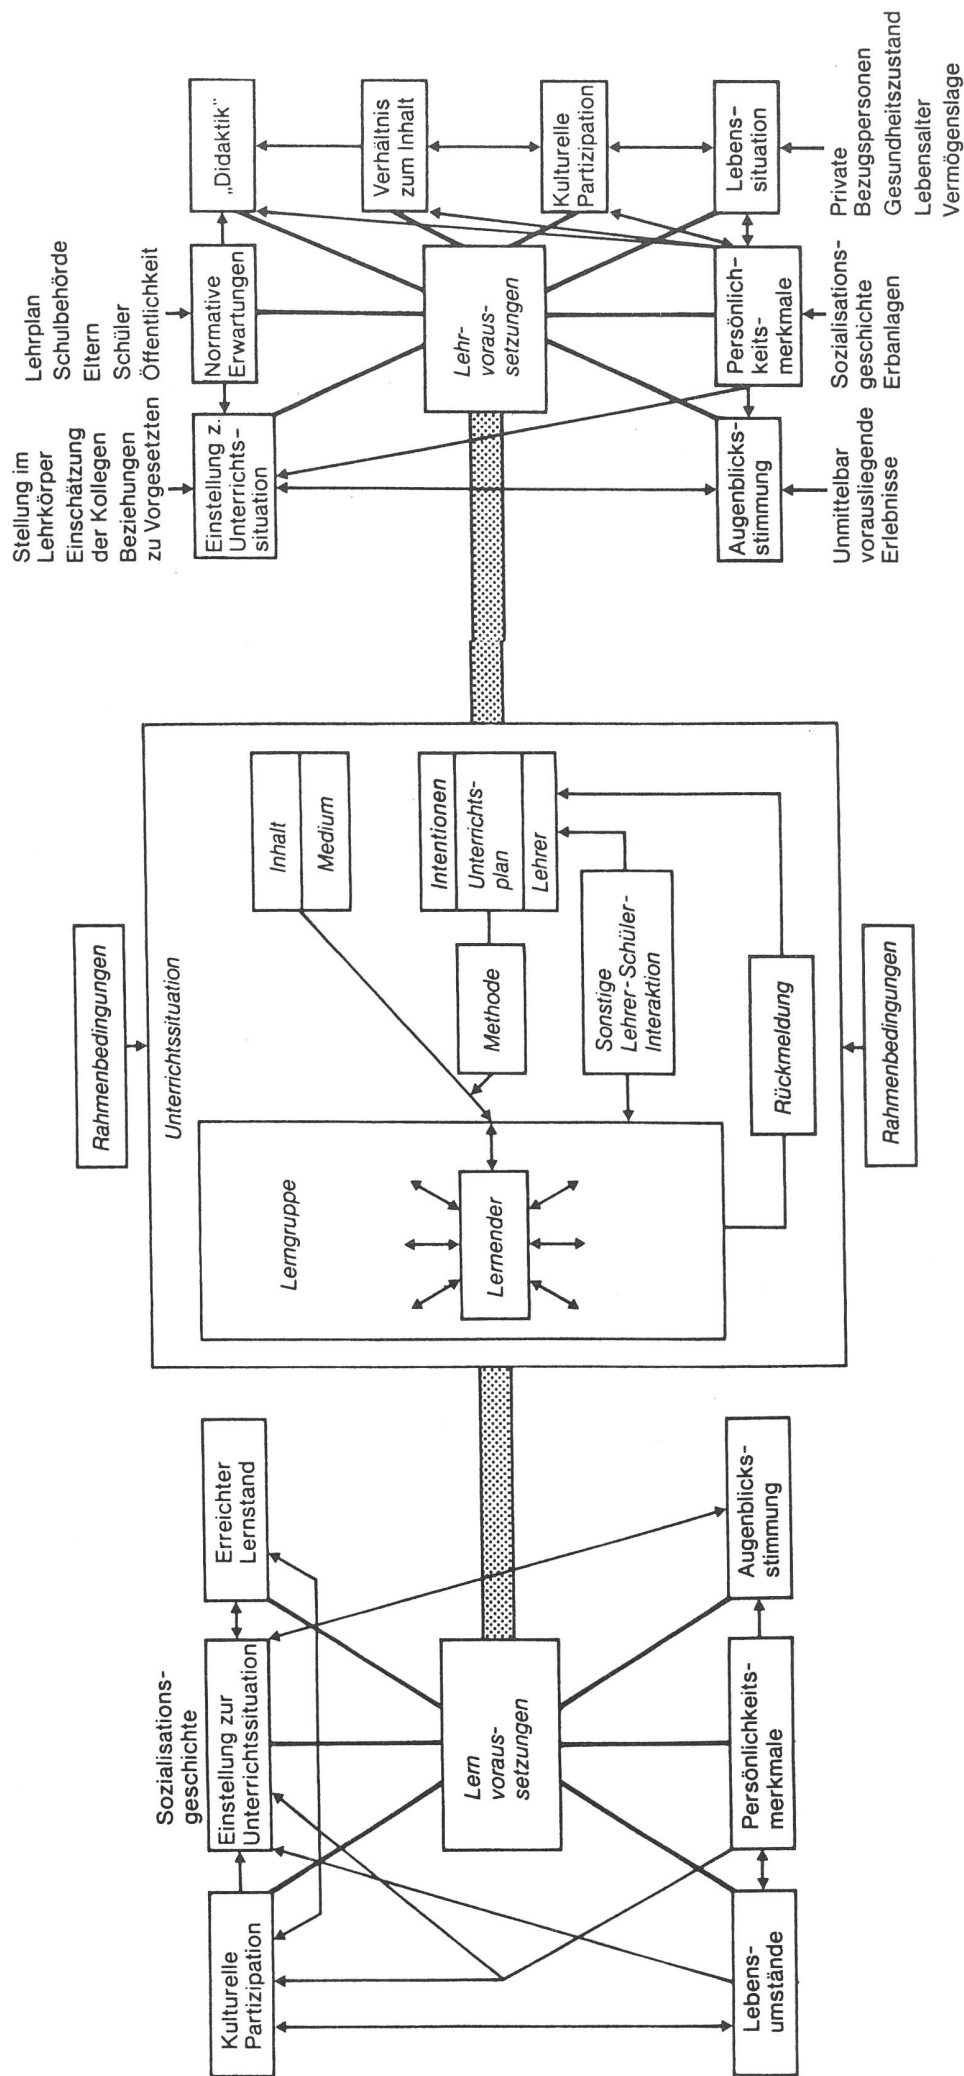 Sozialisations-
geschichte
Kulturelle
Partizipation
Einstellung zur
Unterrichtssituation
Erreichter
Lernstand
Lern
voraus-
setzungen
Lebens-
umstände
Persönlichkeits-
merkmale
Augenblicks-
stimmung
Rahmenbedingungen
Unterrichtssituation
Lerngruppe
Lernender
Inhalt
Medium
Methode
Intentionen
Unterrichts-
plan
Lehrer
Sonstige
Lehrer-Schüler-
Interaktion
Rückmeldung
Rahmenbedingungen
Stellung im
Lehrkörper
Einschätzung
der Kollegen
Beziehungen
zu Vorgesetzten
Lehrplan
Schulbehörde
Eltern
Schüler
Öffentlichkeit
Einstellung z.
Unterrichts-
situation
Normative
Erwartungen
„Didaktik"
Verhältnis
zum Inhalt
Kulturelle
Partizipation
Lehr-
voraus-
setzungen
Augenblicks-
stimmung
Persönlich-
keits-
merkmale
Lebens-
situation
Unmittelbar
vorausliegende
Erlebnisse
Sozialisations-
geschichte
Erbanlagen
Private
Bezugspersonen
Gesundheitszustand
Lebensalter
Vermögenslage